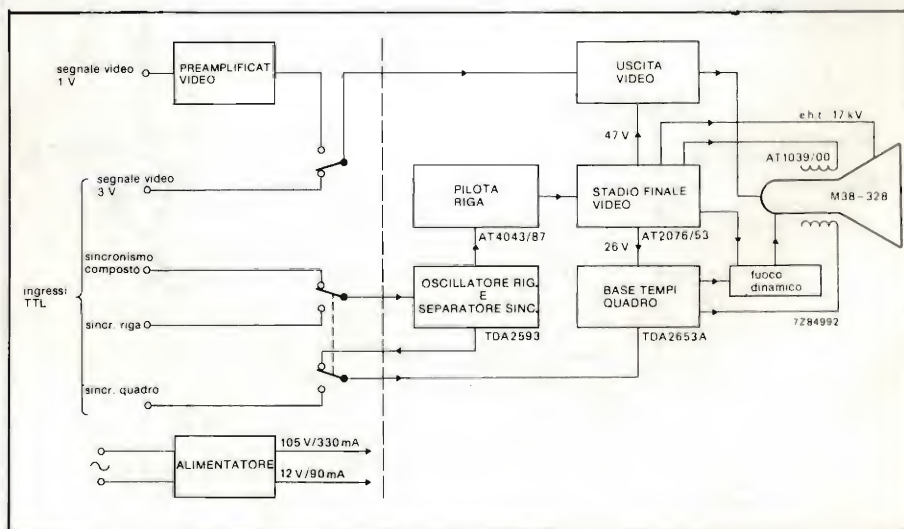 segnale video
1 V
PREAMPLIFICAT
VIDEO
USCITA
VIDEO
e.h.t. 17 kV
47 V
AT1039/00
segnale video
3 V
PILOTA
RIGA
STADIO FINALE
VIDEO
M38-328
AT4043/87
AT2076/53
26 V
sincronismo
composto
ingressi
TTL
OSCILLATORE RIG.
E
SEPARATORE SINC.
BASE TEMPI
QUADRO
fuoco
dinamico
sincr. riga
TDA2593
TDA2653A
7Z84992
sincr. quadro
ALIMENTATORE
105 V/330 mA
12 V/90 mA